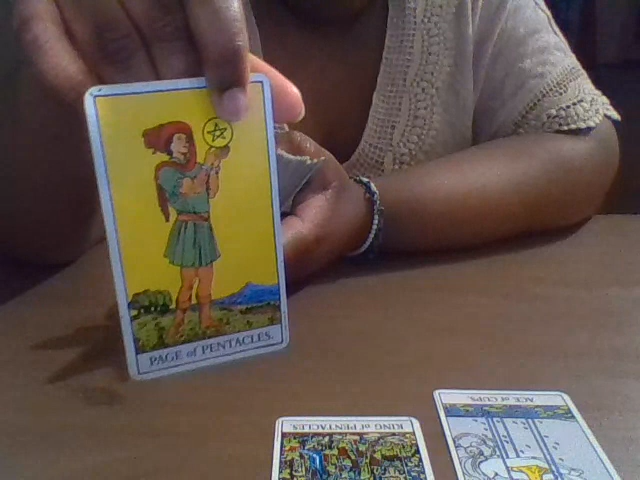 PAGE of PENTACLES.
KING of PENTACLES.
ACE of CUPS.